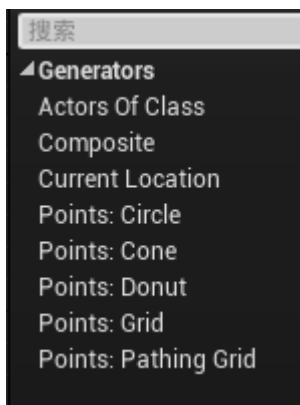 搜索
Generators
Actors Of Class
Composite
Current Location
Points: Circle
Points: Cone
Points: Donut
Points: Grid
Points: Pathing Grid